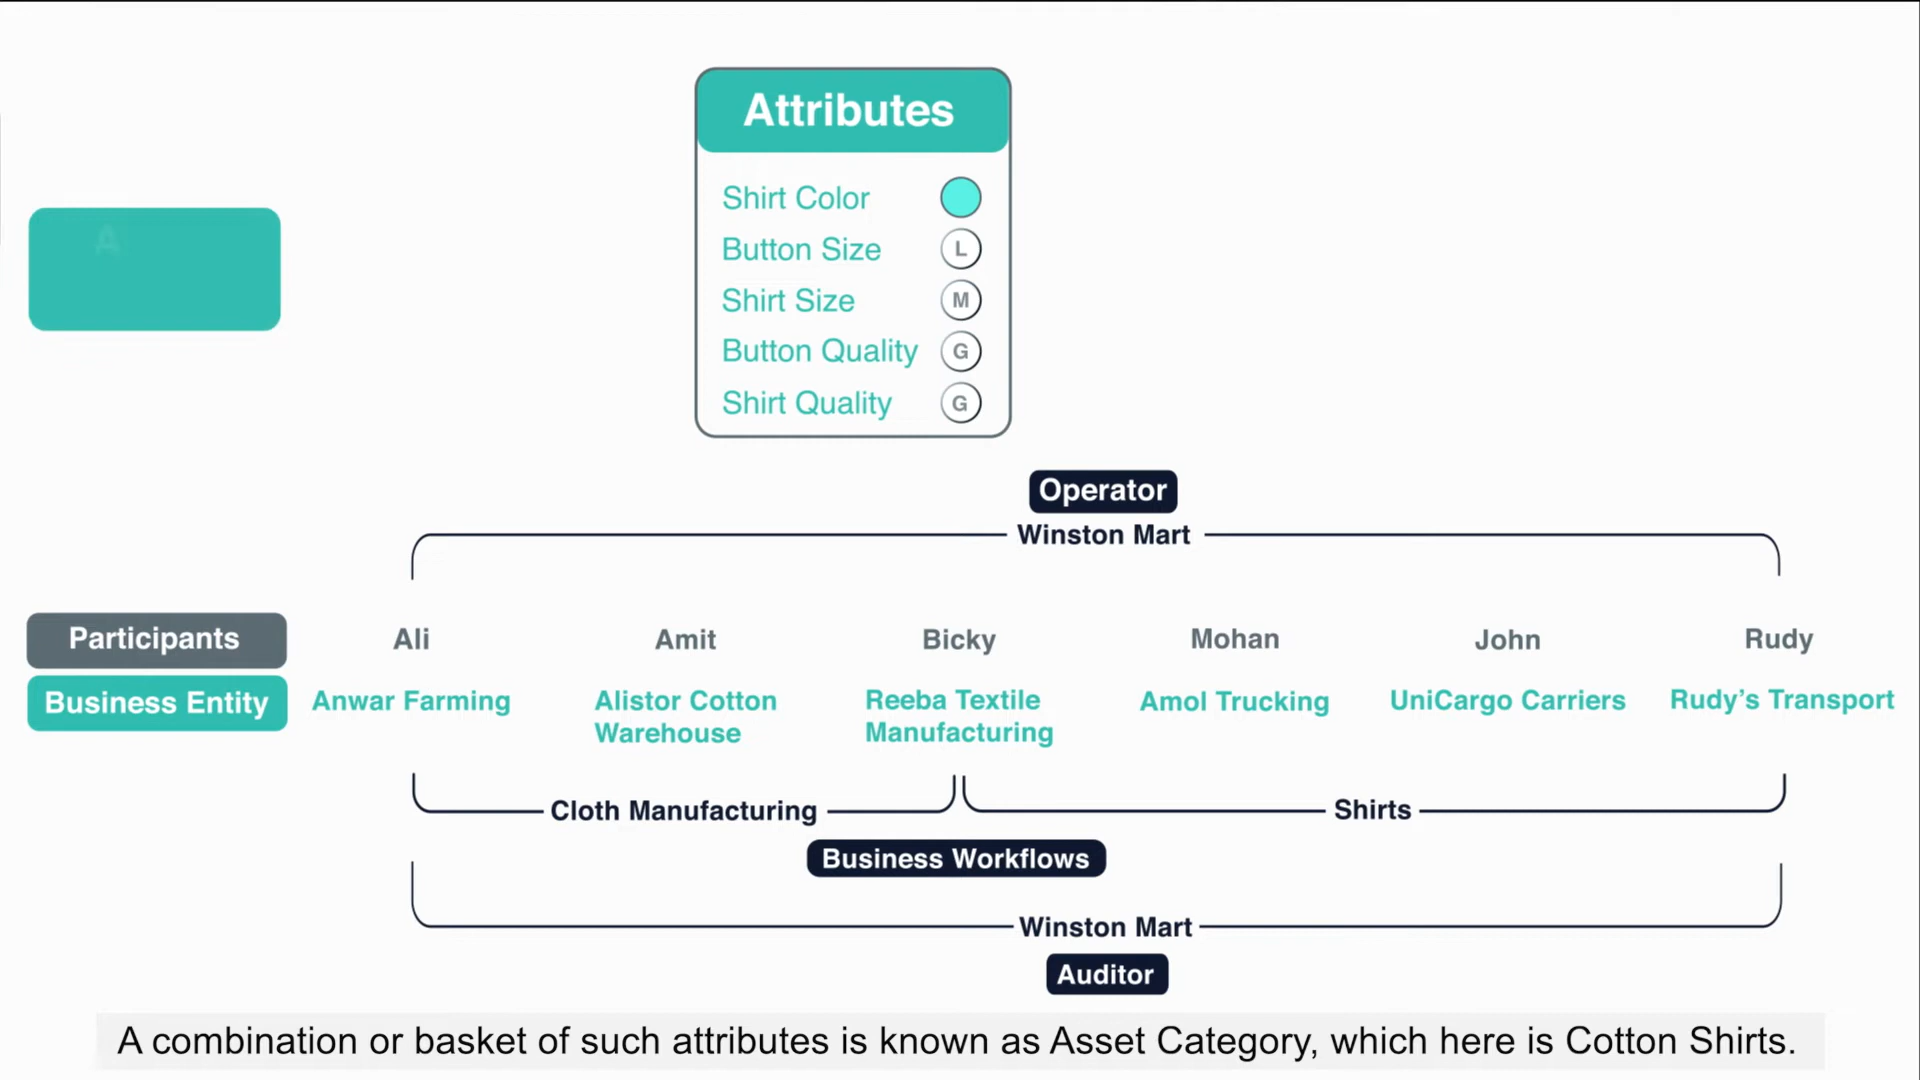 Attributes
Shirt Color
Button Size L
Shirt Size M
Button Quality G
Shirt Quality G
A
Operator
Winston Mart
Participants Ali Amit Bicky Mohan John Rudy
Business Entity Anwar Farming Alistor Cotton Reeba Textile Amol Trucking UniCargo Carriers Rudy’s Transport
Warehouse Manufacturing
Cloth Manufacturing Shirts
Business Workflows
Winston Mart
Auditor
A combination or basket of such attributes is known as Asset Category, which here is Cotton Shirts.